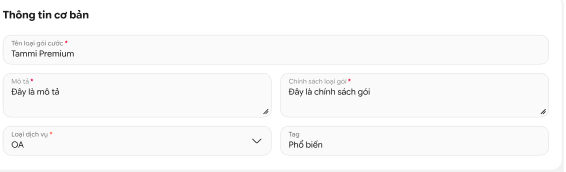 Thông tin cơ bản
Tên loại gói cước *
Tammi Premium
Mô tả *
Đây là mô tả
Chính sách loại gói *
Đây là chính sách gói
Loại dịch vụ *
OA
Tag
Phổ biến